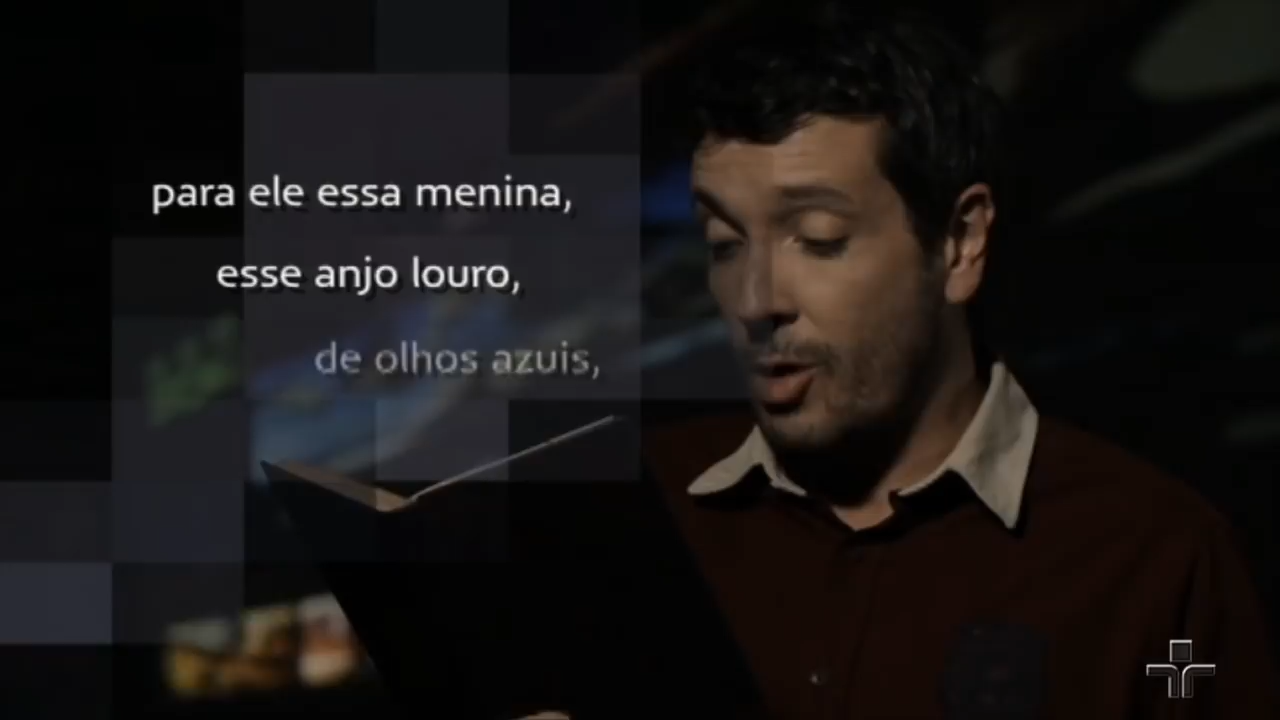 para ele essa menina,
esse anjo louro,
de olhos azuis,